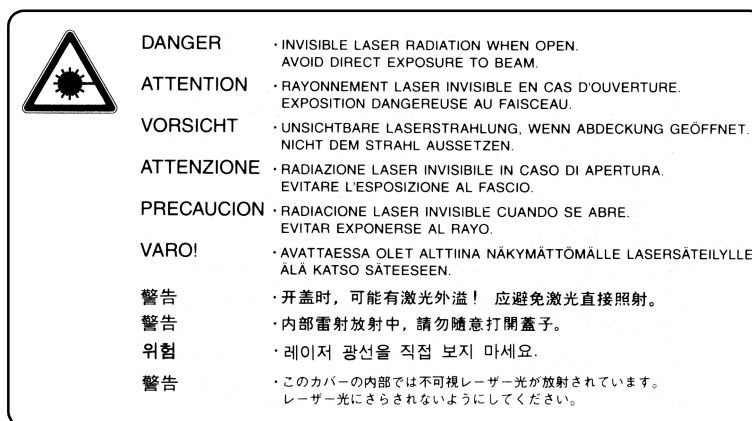 DANGER · INVISIBLE LASER RADIATION WHEN OPEN.
AVOID DIRECT EXPOSURE TO BEAM.
ATTENTION · RAYONNEMENT LASER INVISIBLE EN CAS D'OUVERTURE.
EXPOSITION DANGEREUSE AU FAISCEAU.
VORSICHT · UNSICHTBARE LASERSTRAHLUNG, WENN ABDECKUNG GEÖFFNET.
NICHT DEM STRAHL AUSSETZEN.
ATTENZIONE · RADIAZIONE LASER INVISIBILE IN CASO DI APERTURA.
EVITARE L'ESPOSIZIONE AL FASCIO.
PRECAUCION · RADIACIONE LASER INVISIBLE CUANDO SE ABRE.
EVITAR EXPONERSE AL RAYO.
VARO! · AVATTAESSA OLET ALTTIINA NÄKYMÄTTÖMÄLLE LASERSÄTEILYLLE
ÄLÄ KATSO SÄTEESEEN.
警告 · 开盖时, 可能有激光外溢! 应避免激光直接照射。
警告 · 内部雷射放射中, 請勿隨意打開蓋子。
위험 · 레이저 광선을 직접 보지 마세요.
警告 · このカバーの内部では不可視レーザー光が放射されています。
レーザー光にさらされないようにしてください。